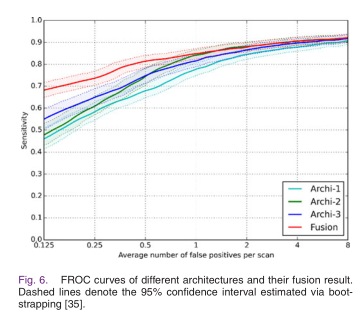 1.0
0.9
0.8
0.7
0.6
0.5
0.4
0.3
0.2
0.1
0.0
Sensitivity
0.125
0.25
0.5
1
2
4
8
Average number of false positives per scan
Archi-1
Archi-2
Archi-3
Fusion
Fig. 6. FROC curves of different architectures and their fusion result.
Dashed lines denote the 95% confidence interval estimated via boot-
strapping [35].